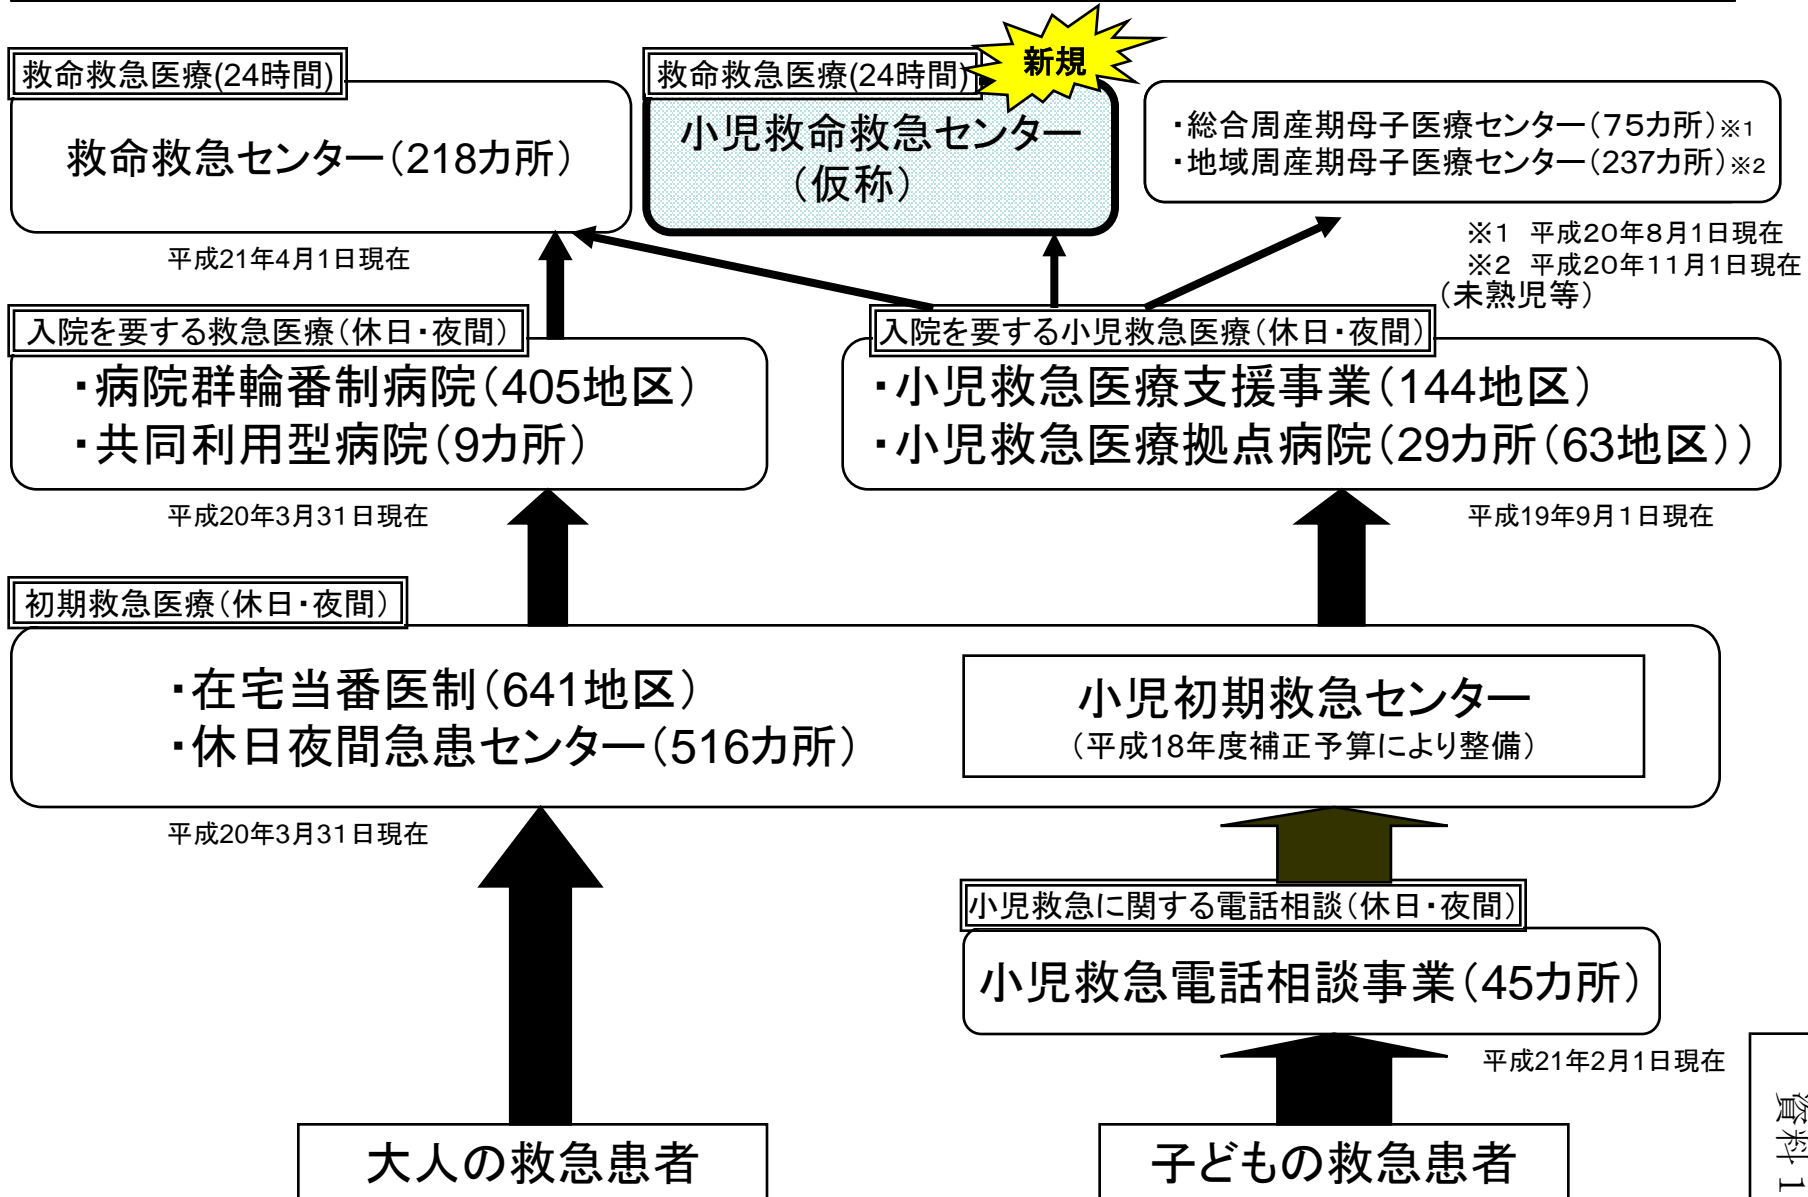 救命救急医療(24時間)
救命救急センター(218カ所)
平成21年4月1日現在
救命救急医療(24時間)
新規
小児救命救急センター
(仮称)
・総合周産期母子医療センター(75カ所)※1
・地域周産期母子医療センター(237カ所)※2
※1 平成20年8月1日現在
※2 平成20年11月1日現在
(未熟児等)
入院を要する救急医療(休日・夜間)
・病院群輪番制病院(405地区)
・共同利用型病院(9カ所)
平成20年3月31日現在
入院を要する小児救急医療(休日・夜間)
・小児救急医療支援事業(144地区)
・小児救急医療拠点病院(29カ所(63地区))
平成19年9月1日現在
初期救急医療(休日・夜間)
・在宅当番医制(641地区)
・休日夜間急患センター(516カ所)
小児初期救急センター
(平成18年度補正予算により整備)
平成20年3月31日現在
小児救急に関する電話相談(休日・夜間)
小児救急電話相談事業(45カ所)
平成21年2月1日現在
大人の救急患者
子どもの救急患者
資料1